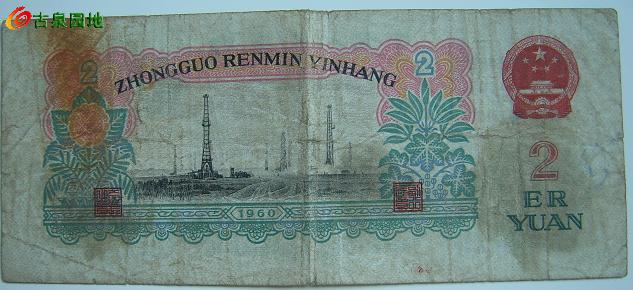 古泉园地
ZHONGGUO RENMIN YINHANG
2
2
2
ER
YUAN
1960